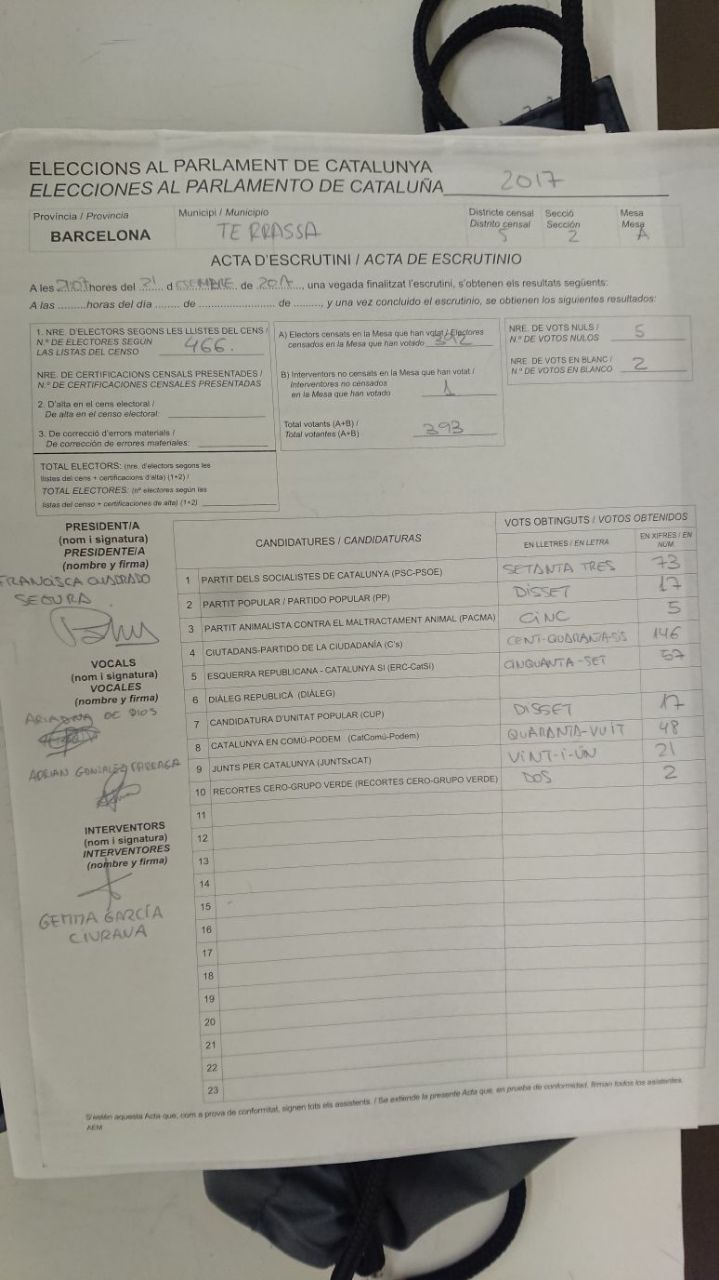 ELECCIONS AL PARLAMENT DE CATALUNYA
ELECCIONES AL PARLAMENTO DE CATALUÑA 2017
Província / Provincia
BARCELONA
Municipi / Municipio
TERRASSA
Districte censal
Distrito censal
5
Secció
Sección
2
Mesa
Mesa
A
ACTA D'ESCRUTINI / ACTA DE ESCRUTINIO
A les hores del 21 d de 2017, una vegada finalitzat l'escrutini, s'obtenen els resultats següents:
A las .........horas del día ....... de ........................ de ........, y una vez concluido el escrutinio, se obtienen los siguientes resultados:
1. NRE. D'ELECTORS SEGONS LES LLISTES DEL CENS /
N.º DE ELECTORES SEGÚN
LAS LISTAS DEL CENSO 466.
NRE. DE CERTIFICACIONS CENSALS PRESENTADES /
N.º DE CERTIFICACIONES CENSALES PRESENTADAS
2. D'alta en el cens electoral /
De alta en el censo electoral:
3. De correcció d'errors materials /
De corrección de errores materiales:
TOTAL ELECTORS: (nre. d'electors segons les
llistes del cens + certificacions d'alta) (1+2) /
TOTAL ELECTORES: (nº electores según las
listas del censo + certificaciones de alta) (1+2)
A) Electors censats en la Mesa que han votat / Electores
censados en la Mesa que han votado 392
B) Interventors no censats en la Mesa que han votat /
Interventores no censados
en la Mesa que han votado 1
Total votants (A+B) /
Total votantes (A+B) 393
NRE. DE VOTS NULS /
N.º DE VOTOS NULOS 5
NRE. DE VOTS EN BLANC /
N.º DE VOTOS EN BLANCO 2
PRESIDENT/A
(nom i signatura)
PRESIDENTE/A
(nombre y firma)
FRANCISCA CUADRADO
SEGURA
VOCALS
(nom i signatura)
VOCALES
(nombre y firma)
ARIADNA DE DIOS
ADRIAN GONZALEZ
INTERVENTORS
(nom i signatura)
INTERVENTORES
(nombre y firma)
GEMMA GARCÍA
CIURANA
CANDIDATURES / CANDIDATURAS
VOTS OBTINGUTS / VOTOS OBTENIDOS
EN LLETRES / EN LETRA
EN XIFRES / EN
NÚM.
1 PARTIT DELS SOCIALISTES DE CATALUNYA (PSC-PSOE) SETANTA TRES 73
2 PARTIT POPULAR / PARTIDO POPULAR (PP) DISSET 17
3 PARTIT ANIMALISTA CONTRA EL MALTRACTAMENT ANIMAL (PACMA) CINC 5
4 CIUTADANS-PARTIDO DE LA CIUDADANÍA (C's) CENT-QUARANTA-SIS 146
5 ESQUERRA REPUBLICANA - CATALUNYA SI (ERC-CatSí) CINQUANTA-SET 57
6 DIÀLEG REPUBLICÀ (DIÀLEG)
7 CANDIDATURA D'UNITAT POPULAR (CUP) DISSET 17
8 CATALUNYA EN COMÚ-PODEM (CatComú-Podem) QUARANTA-VUIT 48
9 JUNTS PER CATALUNYA (JUNTSxCAT) VINT-I-UN 21
10 RECORTES CERO-GRUPO VERDE (RECORTES CERO-GRUPO VERDE) DOS 2
11
12
13
14
15
16
17
18
19
20
21
22
23
S'estén aquesta Acta que, com a prova de conformitat, signen tots els assistents. / Se extiende la presente Acta que, en prueba de conformidad, firman todos los asistentes.
AEM